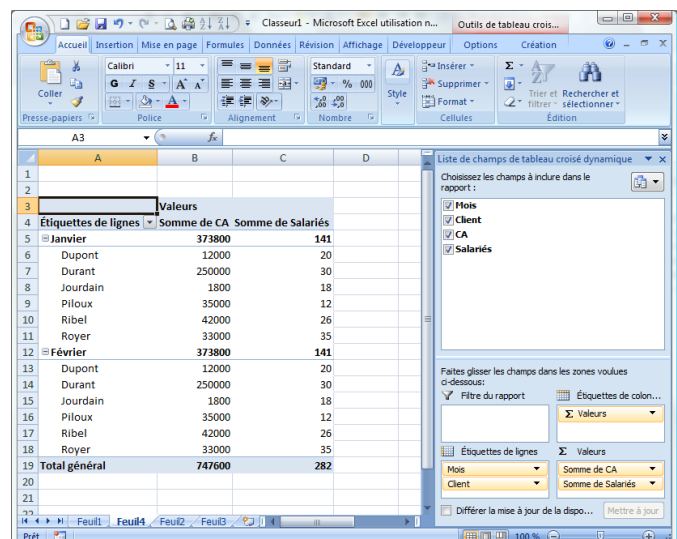 Classeur1 - Microsoft Excel utilisation n...
Outils de tableau crois...
Accueil Insertion Mise en page Formules Données Révision Affichage Développeur Options Création
Coller
Calibri 11
G I S A A
A
Standard
% 000
Style
Insérer
Supprimer
Format
Σ
Trier et filtrer
Rechercher et sélectionner
Presse-papiers Police Alignement Nombre Cellules Édition
A3 fx
A B C D
1
2
3 Valeurs
4 Étiquettes de lignes Somme de CA Somme de Salariés
5 Janvier 373800 141
6 Dupont 12000 20
7 Durant 250000 30
8 Jourdain 1800 18
9 Piloux 35000 12
10 Ribel 42000 26
11 Royer 33000 35
12 Février 373800 141
13 Dupont 12000 20
14 Durant 250000 30
15 Jourdain 1800 18
16 Piloux 35000 12
17 Ribel 42000 26
18 Royer 33000 35
19 Total général 747600 282
20
21
22
Feuil1 Feuil4 Feuil2 Feuil3
Prêt
100 %
Liste de champs de tableau croisé dynamique
Choisissez les champs à inclure dans le
rapport :
Mois
Client
CA
Salariés
Faites glisser les champs dans les zones voulues
ci-dessous:
Filtre du rapport
Étiquettes de colon...
Σ Valeurs
Étiquettes de lignes
Σ Valeurs
Mois
Somme de CA
Client
Somme de Salariés
Différer la mise à jour de la dispo...
Mettre à jour